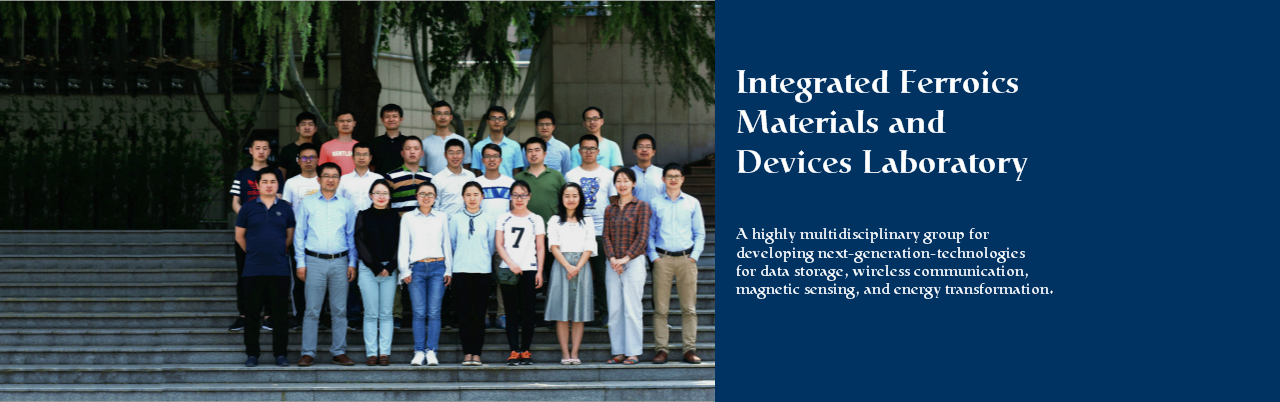 Integrated Ferroics
Materials and
Devices Laboratory
A highly multidisciplinary group for
developing next-generation-technologies
for data storage, wireless communication,
magnetic sensing, and energy transformation.
7